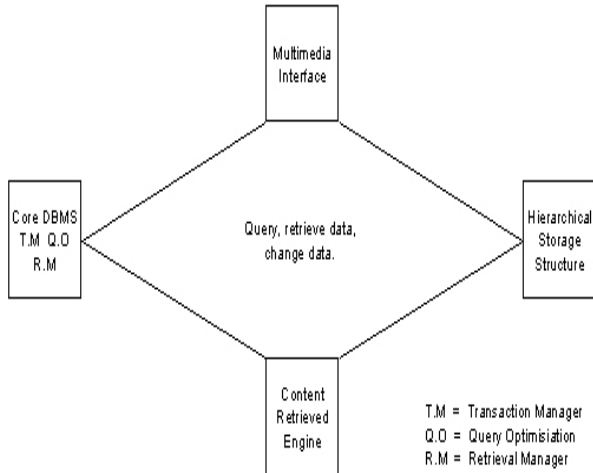 Multimedia
Interface
Core DBMS
T.M Q.O
R.M
Query, retrieve data,
change data.
Hierarchical
Storage
Structure
Content
Retrieved
Engine
T.M = Transaction Manager
Q.O = Query Optimisiation
R.M = Retrieval Manager